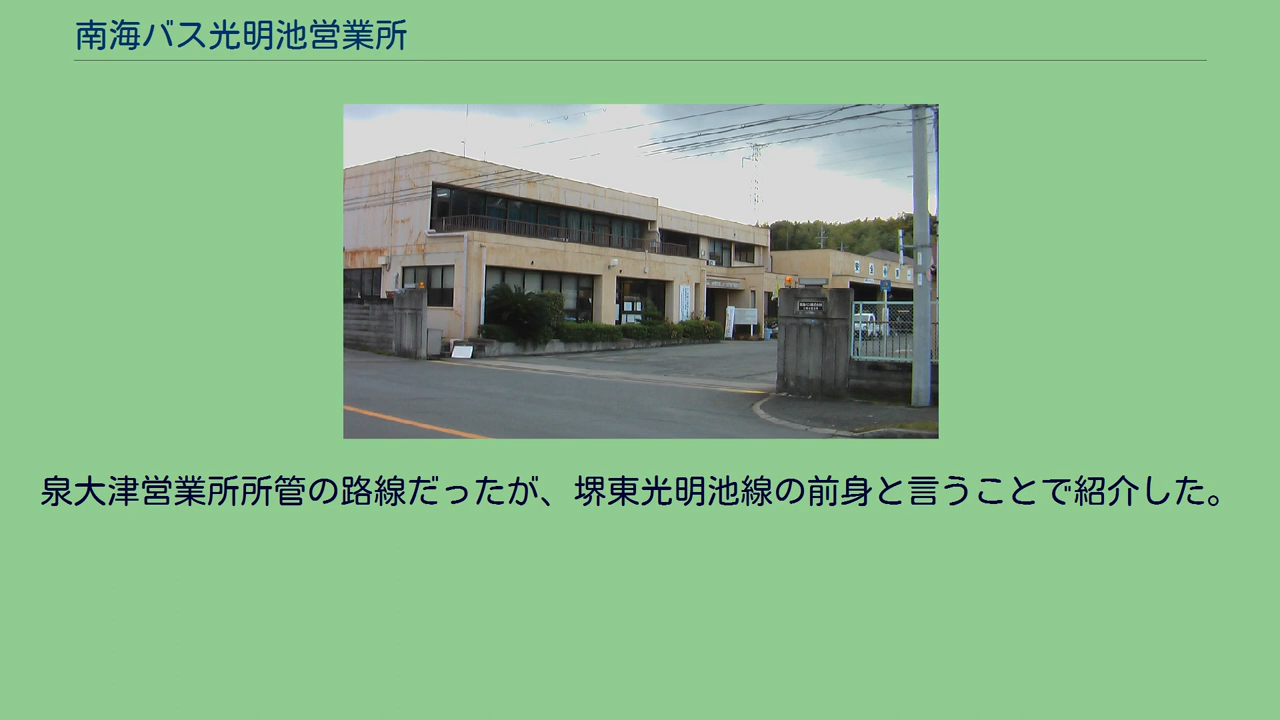 南海バス光明池営業所
泉大津営業所所管の路線だったが、堺東光明池線の前身と言うことで紹介した。